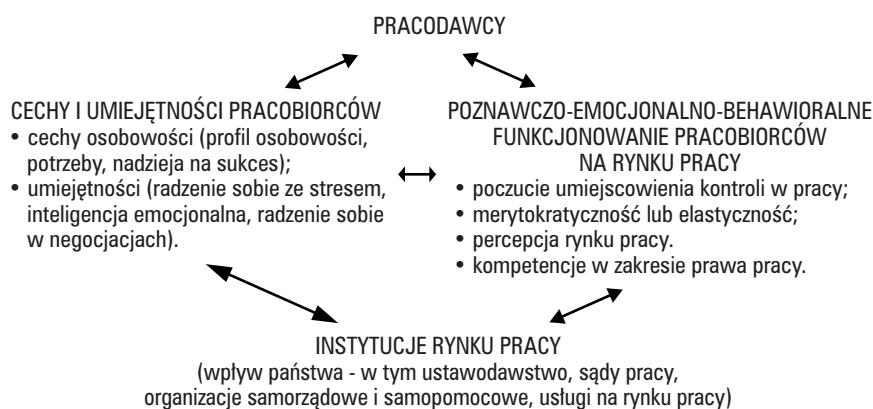 PRACODAWCY
CECHY I UMIEJĘTNOŚCI PRACOBIORCÓW
• cechy osobowości (profil osobowości,
potrzeby, nadzieja na sukces);
• umiejętności (radzenie sobie ze stresem,
inteligencja emocjonalna, radzenie sobie
w negocjacjach).
POZNAWCZO-EMOCJONALNO-BEHAWIORALNE
FUNKCJONOWANIE PRACOBIORCÓW
NA RYNKU PRACY
• poczucie umiejscowienia kontroli w pracy;
• merytokratyczność lub elastyczność;
• percepcja rynku pracy.
• kompetencje w zakresie prawa pracy.
INSTYTUCJE RYNKU PRACY
(wpływ państwa - w tym ustawodawstwo, sądy pracy,
organizacje samorządowe i samopomocowe, usługi na rynku pracy)